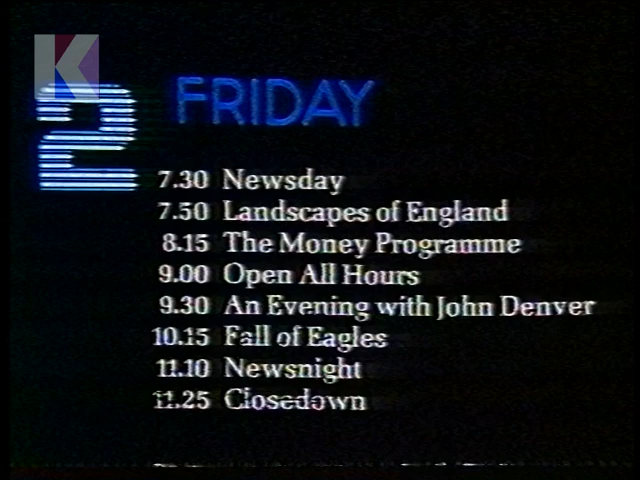 K
2 FRIDAY
7.30 Newsday
7.50 Landscapes of England
8.15 The Money Programme
9.00 Open All Hours
9.30 An Evening with John Denver
10.15 Fall of Eagles
11.10 Newsnight
11.25 Closedown